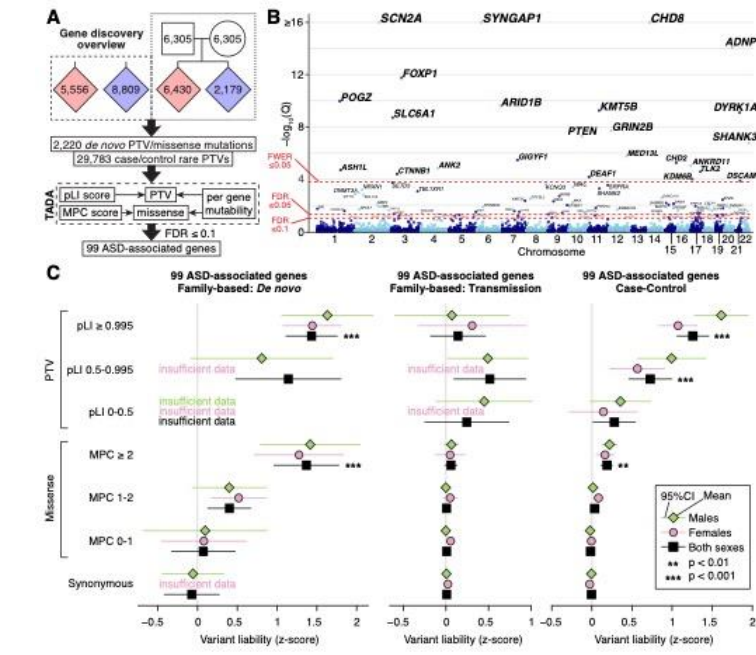 A
Gene discovery
overview
6,305
6,305
5,556
8,809
6,430
2,179
2,220 de novo PTV/missense mutations
29,783 case/control rare PTVs
TADA
pLI score
PTV
per gene
mutability
MPC score
missense
FDR ≤ 0.1
99 ASD-associated genes
B
≥16
12
8
4
0
-log10(Q)
FWER
≤0.05
FDR
≤0.05
FDR
≤0.1
SCN2A
SYNGAP1
CHD8
ADNP
FOXP1
POGZ
SLC6A1
ARID1B
KMT5B
DYRK1A
PTEN
GRIN2B
SHANK3
ASH1L
CTNNB1
ANK2
GIGYF1
MED13L
CHD2
ANKRD11
TLK2
DEAF1
KDM6B
DSCAM
1 2 3 4 5 6 7 8 9 10 11 12 13 14 15 16 17 18 19 20 21 22
Chromosome
C
99 ASD-associated genes
Family-based: De novo
99 ASD-associated genes
Family-based: Transmission
99 ASD-associated genes
Case-Control
PTV
pLI ≥ 0.995
***
***
pLI 0.5-0.995
insufficient data
insufficient data
***
pLI 0-0.5
insufficient data
insufficient data
insufficient data
insufficient data
Missense
MPC ≥ 2
***
**
MPC 1-2
MPC 0-1
Synonymous
insufficient data
95%CI Mean
Males
Females
Both sexes
** p < 0.01
*** p < 0.001
−0.5 0 0.5 1 1.5 2
−0.5 0 0.5 1
−0.5 0 0.5 1 1.5 2
Variant liability (z-score)
Variant liability (z-score)
Variant liability (z-score)